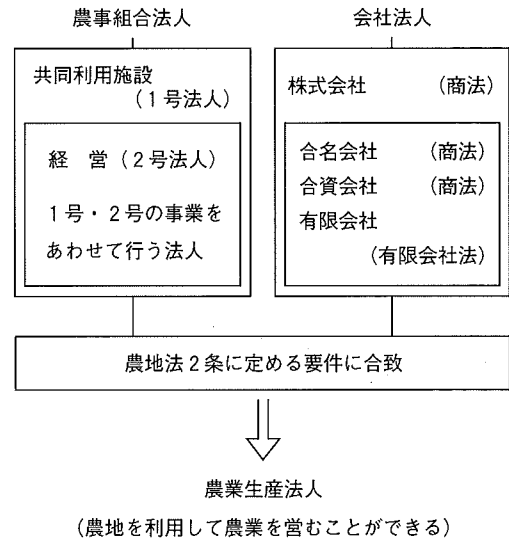 農事組合法人
共同利用施設
(1号法人)
経 営 (2号法人)
1号・2号の事業を
あわせて行う法人
会社法人
株式会社 (商法)
合名会社 (商法)
合資会社 (商法)
有限会社
(有限会社法)
農地法2条に定める要件に合致
農業生産法人
(農地を利用して農業を営むことができる)